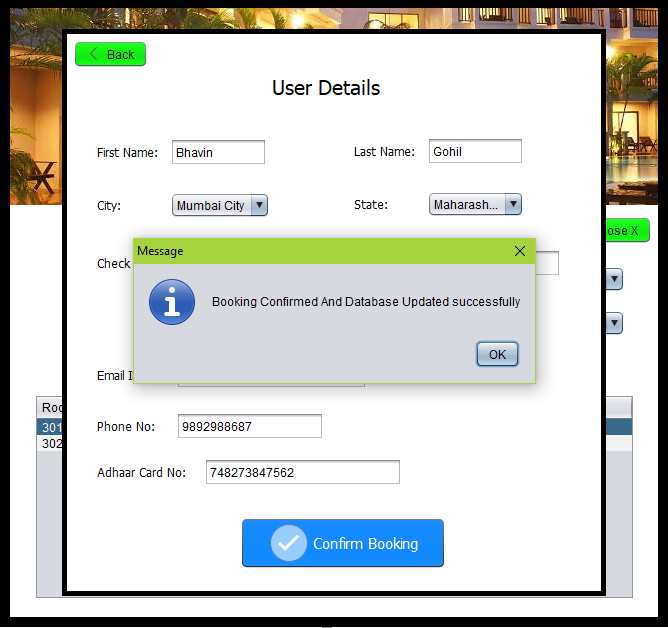 Back
User Details
First Name: Bhavin Last Name: Gohil
City: Mumbai City State: Maharash...
ose X
Message
Check
Booking Confirmed And Database Updated successfully
OK
Email I
Roo
Phone No: 9892988687
301
302
Adhaar Card No: 748273847562
Confirm Booking